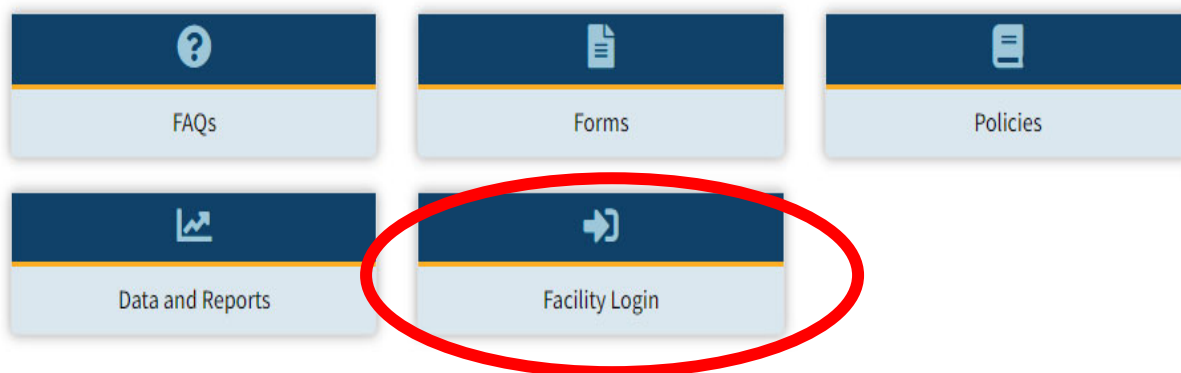 FAQs
Forms
Policies
Data and Reports
Facility Login